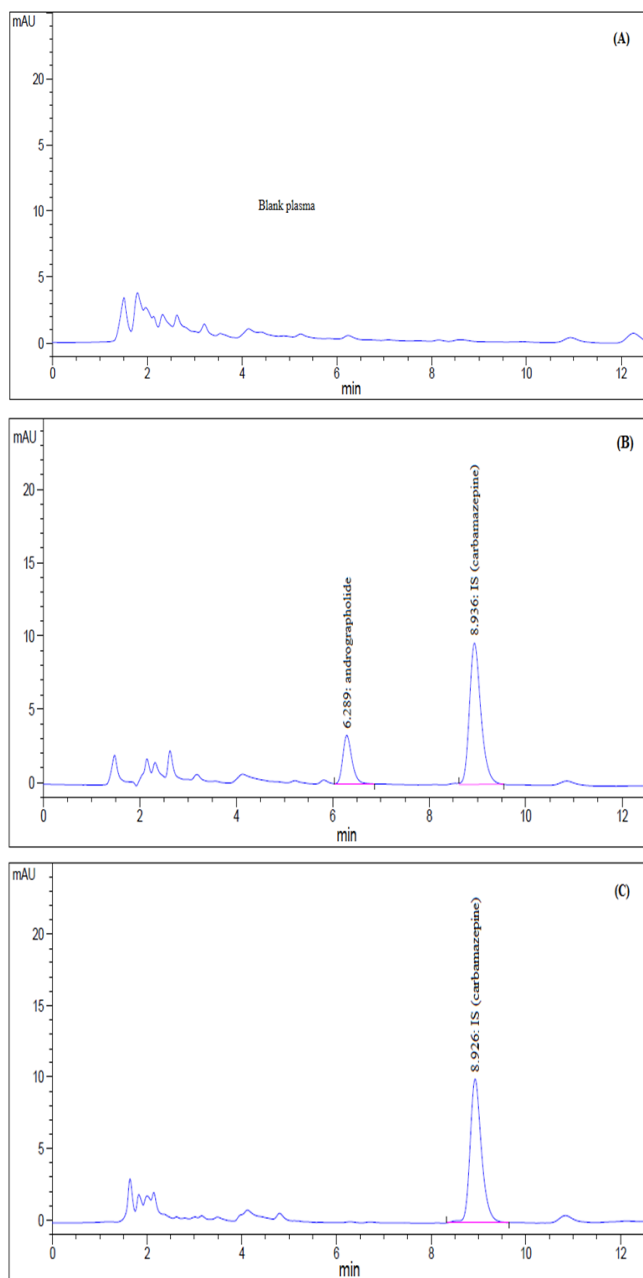 mAU
(A)
20
5
10
5
0
Blank plasma
0 2 4 6 8 10 12
min
mAU
(B)
20
15
10
5
0
6.289: andrographolide
8.936: IS (carbamazepine)
0 2 4 6 8 10 12
min
mAU
(C)
20
15
10
5
0
8.926: IS (carbamazepine)
0 2 4 6 8 10 12
min